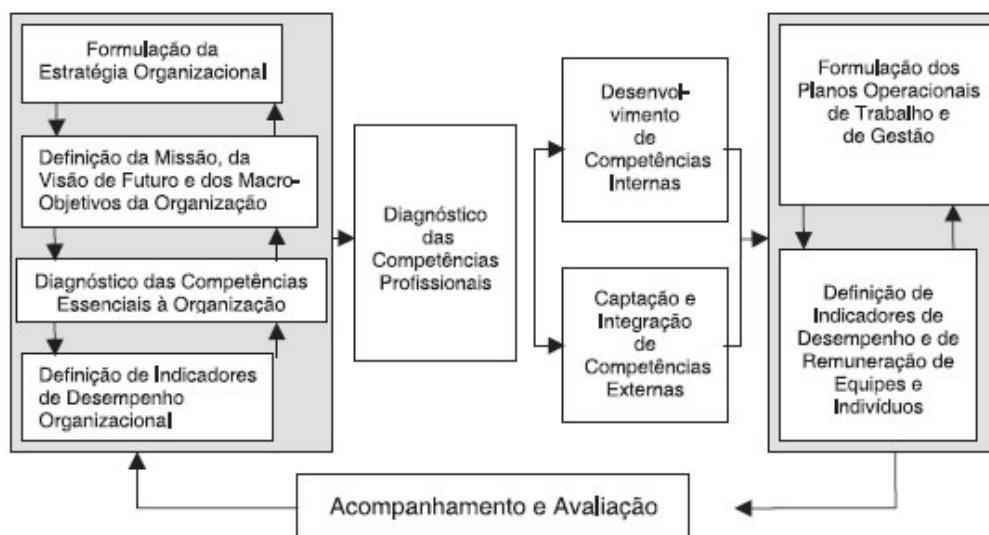 Formulação da
Estratégia Organizacional
Definição da Missão, da
Visão de Futuro e dos Macro-
Objetivos da Organização
Diagnóstico das Competências
Essenciais à Organização
Definição de Indicadores
de Desempenho
Organizacional
Diagnóstico
das
Competências
Profissionais
Desenvol-
vimento
de
Competências
Internas
Captação e
Integração
de
Competências
Externas
Formulação dos
Planos Operacionais
de Trabalho e
de Gestão
Definição de
Indicadores de
Desempenho e de
Remuneração de
Equipes e
Indivíduos
Acompanhamento e Avaliação